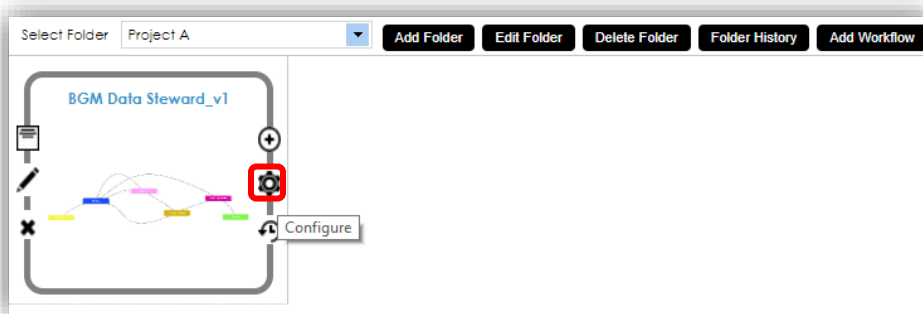 Select Folder Project A Add Folder Edit Folder Delete Folder Folder History Add Workflow
BGM Data Steward_v1
Configure